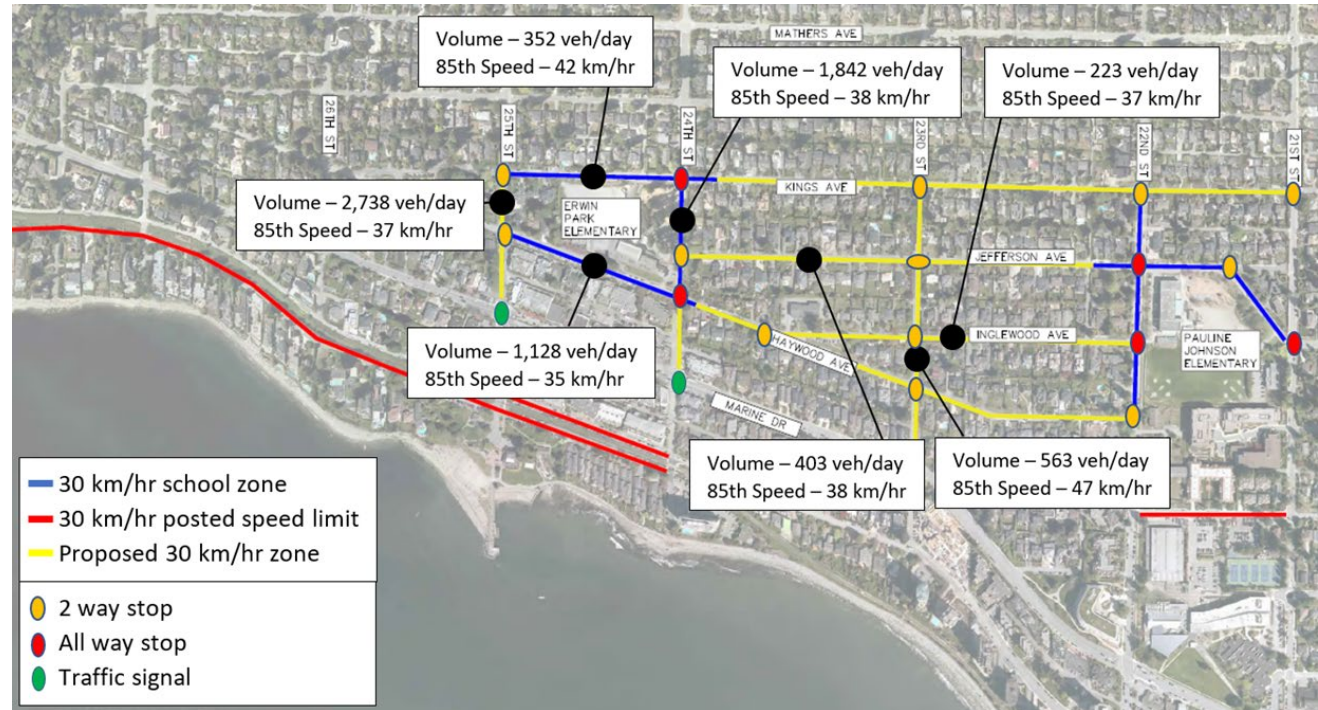 MATHERS AVE
Volume – 352 veh/day
85th Speed – 42 km/hr
Volume – 1,842 veh/day
85th Speed – 38 km/hr
Volume – 223 veh/day
85th Speed – 37 km/hr
26TH ST
25TH ST
24TH ST
23RD ST
22ND ST
21ST ST
KINGS AVE
Volume – 2,738 veh/day
85th Speed – 37 km/hr
ERWIN
PARK
ELEMENTARY
JEFFERSON AVE
Volume – 1,128 veh/day
85th Speed – 35 km/hr
HAYWOOD AVE
INGLEWOOD AVE
PAULINE
JOHNSON
ELEMENTARY
MARINE DR
Volume – 403 veh/day
85th Speed – 38 km/hr
Volume – 563 veh/day
85th Speed – 47 km/hr
30 km/hr school zone
30 km/hr posted speed limit
Proposed 30 km/hr zone
2 way stop
All way stop
Traffic signal